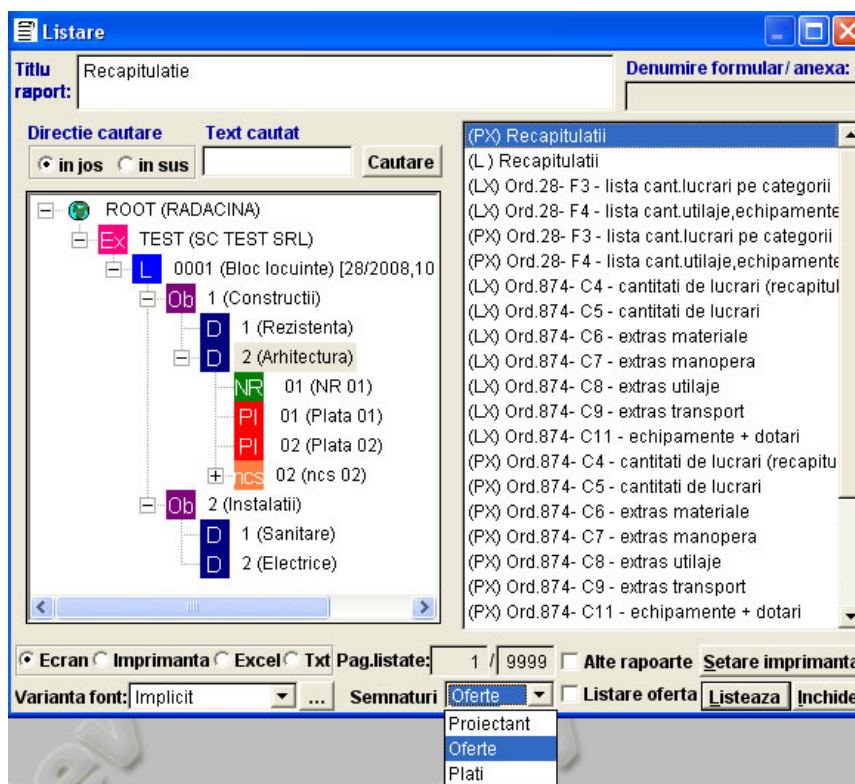 Listare
Titlu raport:
Recapitulatie
Denumire formular/ anexa:
Directie cautare
Text cautat
in jos
in sus
Cautare
ROOT (RADACINA)
Ex TEST (SC TEST SRL)
L 0001 (Bloc locuinte) [28/2008,10
Ob 1 (Constructii)
D 1 (Rezistenta)
D 2 (Arhitectura)
NR 01 (NR 01)
Pl 01 (Plata 01)
Pl 02 (Plata 02)
ncs 02 (ncs 02)
Ob 2 (Instalatii)
D 1 (Sanitare)
D 2 (Electrice)
(PX) Recapitulatii
(L ) Recapitulatii
(LX) Ord.28- F3 - lista cant.lucrari pe categorii
(LX) Ord.28- F4 - lista cant.utilaje,echipamente
(PX) Ord.28- F3 - lista cant.lucrari pe categorii
(PX) Ord.28- F4 - lista cant.utilaje,echipamente
(LX) Ord.874- C4 - cantitati de lucrari (recapitul
(LX) Ord.874- C5 - cantitati de lucrari
(LX) Ord.874- C6 - extras materiale
(LX) Ord.874- C7 - extras manopera
(LX) Ord.874- C8 - extras utilaje
(LX) Ord.874- C9 - extras transport
(LX) Ord.874- C11 - echipamente + dotari
(PX) Ord.874- C4 - cantitati de lucrari (recapitu
(PX) Ord.874- C5 - cantitati de lucrari
(PX) Ord.874- C6 - extras materiale
(PX) Ord.874- C7 - extras manopera
(PX) Ord.874- C8 - extras utilaje
(PX) Ord.874- C9 - extras transport
(PX) Ord.874- C11 - echipamente + dotari
Ecran Imprimanta Excel Txt Pag.listate: 1 / 9999 Alte rapoarte Setare imprimanta
Varianta font: Implicit ... Semnaturi Oferte Listare oferta Listeaza Inchide
Proiectant
Oferte
Plati